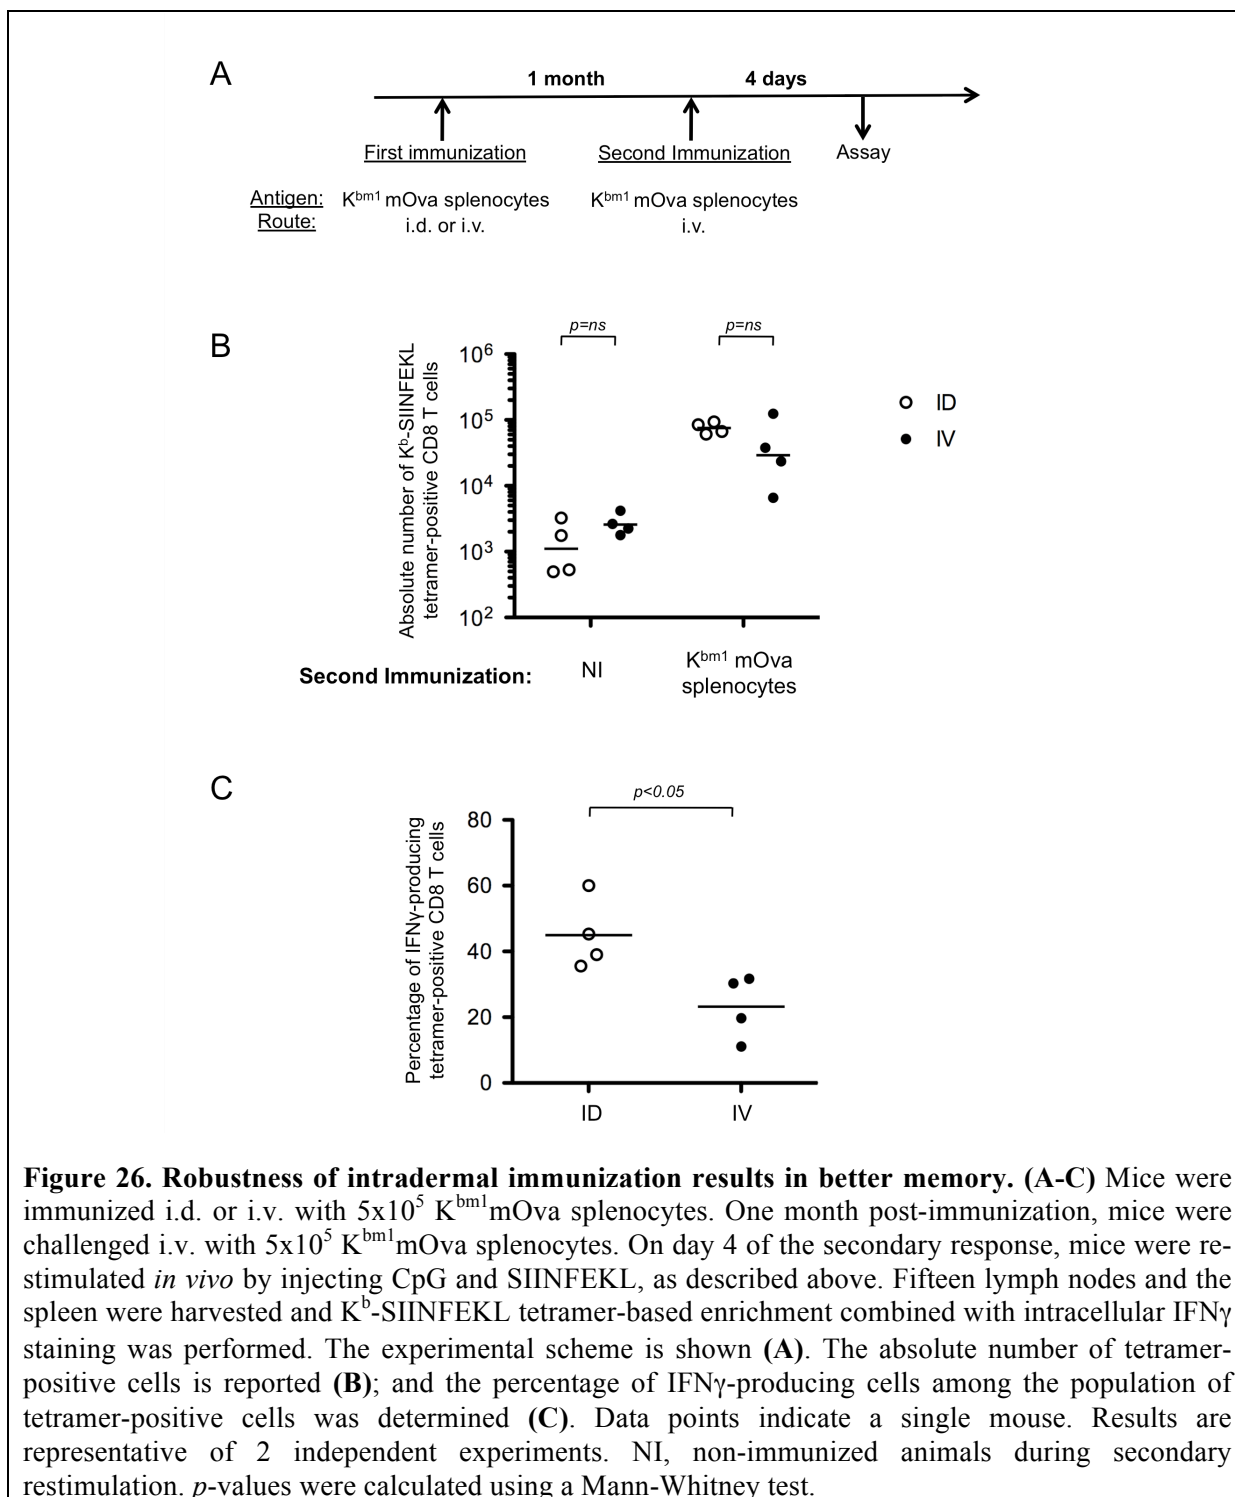 A
1 month 4 days
First immunization Second Immunization Assay
Antigen: Kᵇᵐ¹ mOva splenocytes Kᵇᵐ¹ mOva splenocytes
Route: i.d. or i.v. i.v.
B
p=ns p=ns
Absolute number of Kᵇ-SIINFEKL
tetramer-positive CD8 T cells
10⁶
10⁵
10⁴
10³
10²
ID
IV
Second Immunization: NI Kᵇᵐ¹ mOva
splenocytes
C
p<0.05
Percentage of IFNγ-producing
tetramer-positive CD8 T cells
80
60
40
20
0
ID IV
Figure 26. Robustness of intradermal immunization results in better memory. (A-C) Mice were
immunized i.d. or i.v. with 5x10⁵ Kᵇᵐ¹mOva splenocytes. One month post-immunization, mice were
challenged i.v. with 5x10⁵ Kᵇᵐ¹mOva splenocytes. On day 4 of the secondary response, mice were re-
stimulated in vivo by injecting CpG and SIINFEKL, as described above. Fifteen lymph nodes and the
spleen were harvested and Kᵇ-SIINFEKL tetramer-based enrichment combined with intracellular IFNγ
staining was performed. The experimental scheme is shown (A). The absolute number of tetramer-
positive cells is reported (B); and the percentage of IFNγ-producing cells among the population of
tetramer-positive cells was determined (C). Data points indicate a single mouse. Results are
representative of 2 independent experiments. NI, non-immunized animals during secondary
restimulation. p-values were calculated using a Mann-Whitney test.